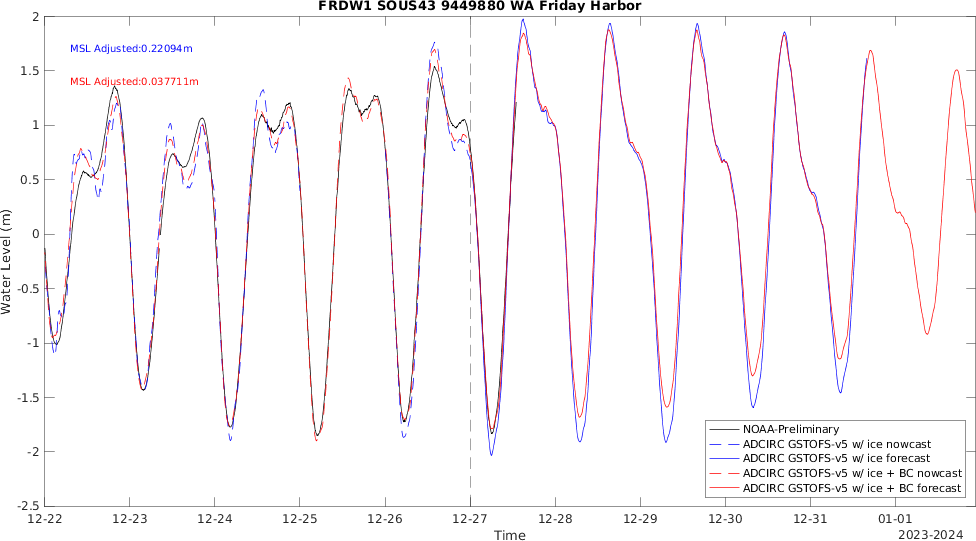 FRDW1 SOUS43 9449880 WA Friday Harbor
MSL Adjusted:0.22094m
MSL Adjusted:0.037711m
Water Level (m)
2
1.5
1
0.5
0
-0.5
-1
-1.5
-2
-2.5
NOAA-Preliminary
ADCIRC GSTOFS-v5 w/ ice nowcast
ADCIRC GSTOFS-v5 w/ ice forecast
ADCIRC GSTOFS-v5 w/ ice + BC nowcast
ADCIRC GSTOFS-v5 w/ ice + BC forecast
12-22 12-23 12-24 12-25 12-26 12-27 12-28 12-29 12-30 12-31 01-01
Time
2023-2024